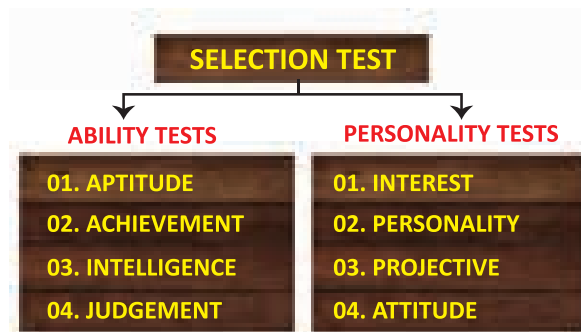 SELECTION TEST
ABILITY TESTS
01. APTITUDE
02. ACHIEVEMENT
03. INTELLIGENCE
04. JUDGEMENT
PERSONALITY TESTS
01. INTEREST
02. PERSONALITY
03. PROJECTIVE
04. ATTITUDE